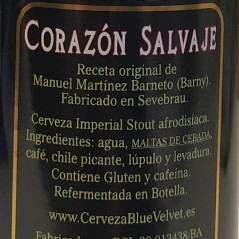 CORAZÓN SALVAJE
Receta original de
Manuel Martínez Barneto (Barny).
Fabricado en Sevebrau.
Cerveza Imperial Stout afrodisíaca.
Ingredientes: agua, MALTAS DE CEBADA,
café, chile picante, lúpulo y levadura.
Contiene Gluten y cafeína.
Refermentada en Botella.
www.CervezaBlueVelvet.es